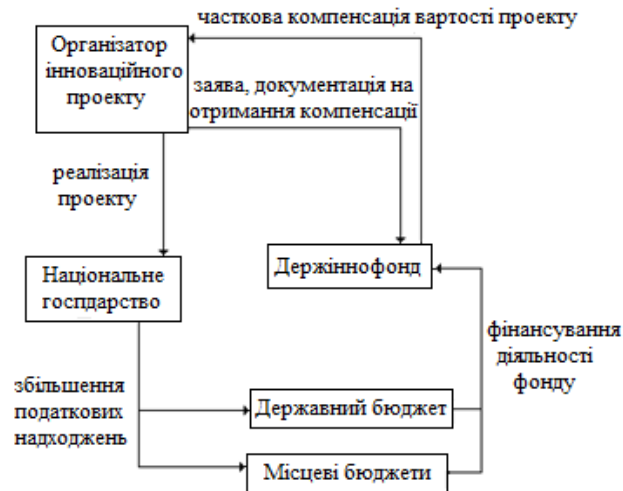 часткова компенсація вартості проекту
Організатор
інноваційного
проекту
заява, документація на
отримання компенсації
реалізація
проекту
Національне
госпдарство
Держіннофонд
фінансування
діяльності
фонду
збільшення
податкових
надходжень
Державний бюджет
Місцеві бюджети